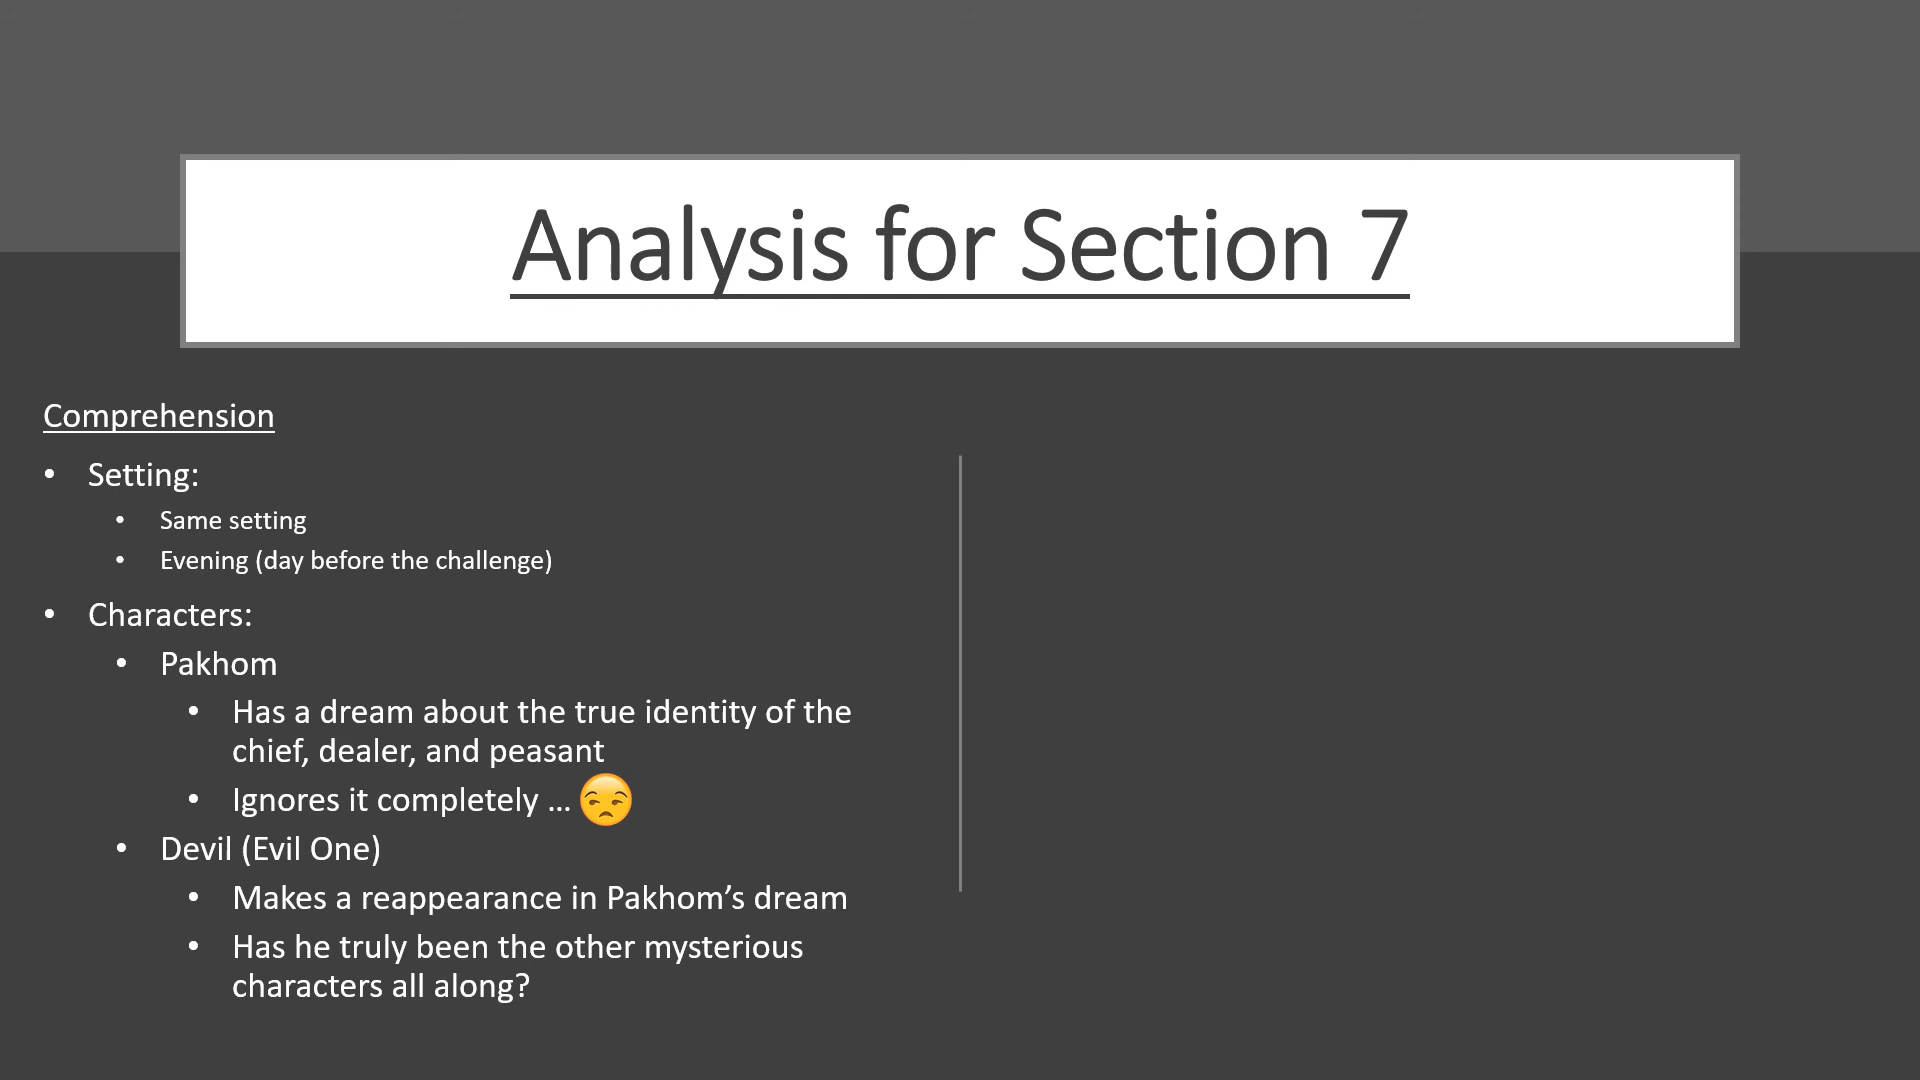 Analysis for Section 7
Comprehension
• Setting:
• Same setting
• Evening (day before the challenge)
• Characters:
• Pakhom
• Has a dream about the true identity of the
chief, dealer, and peasant
• Ignores it completely … 😒
• Devil (Evil One)
• Makes a reappearance in Pakhom’s dream
• Has he truly been the other mysterious
characters all along?